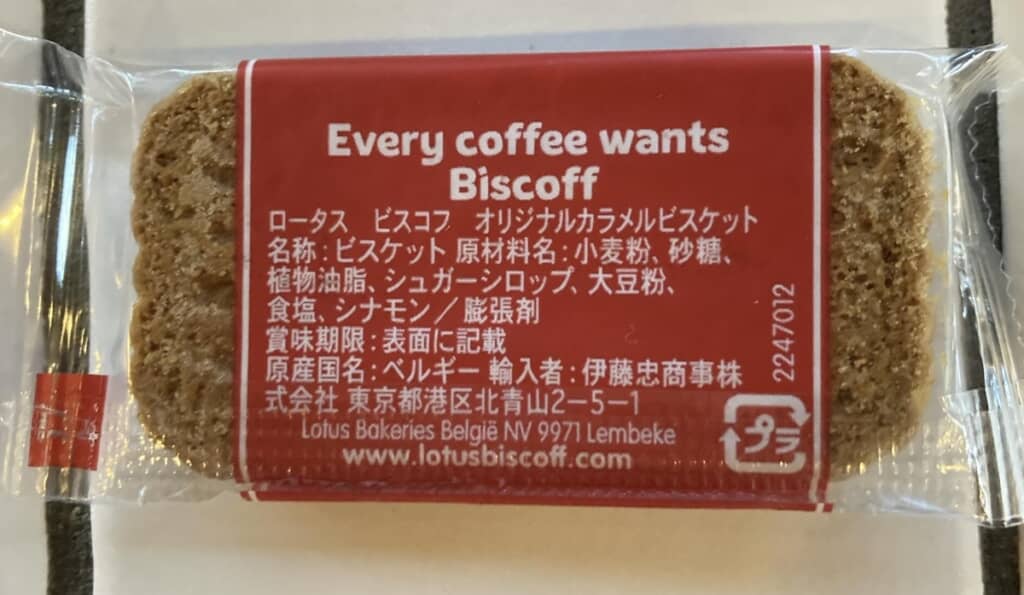 Every coffee wants
Biscoff
ロータス ビスコフ オリジナルカラメルビスケット
名称：ビスケット 原材料名：小麦粉、砂糖、
植物油脂、シュガーシロップ、大豆粉、
食塩、シナモン／膨張剤
賞味期限：表面に記載
原産国名：ベルギー 輸入者：伊藤忠商事株
式会社 東京都港区北青山2−5−1
Lotus Bakeries België NV 9971 Lembeke
www.lotusbiscoff.com
2247012
プラ